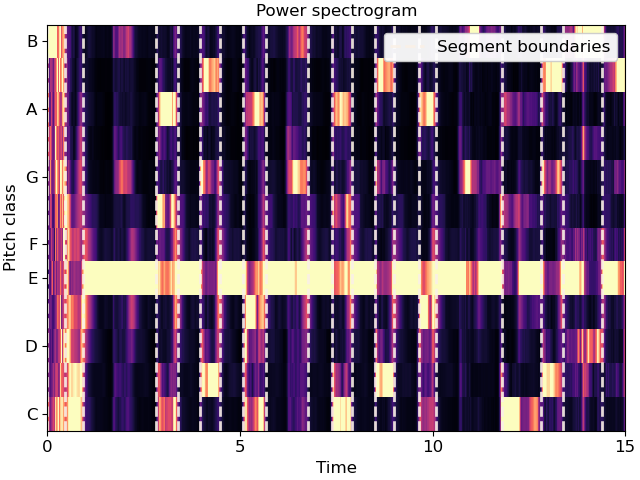 Power spectrogram
Segment boundaries
Pitch class
B
A
G
F
E
D
C
0
5
10
15
Time